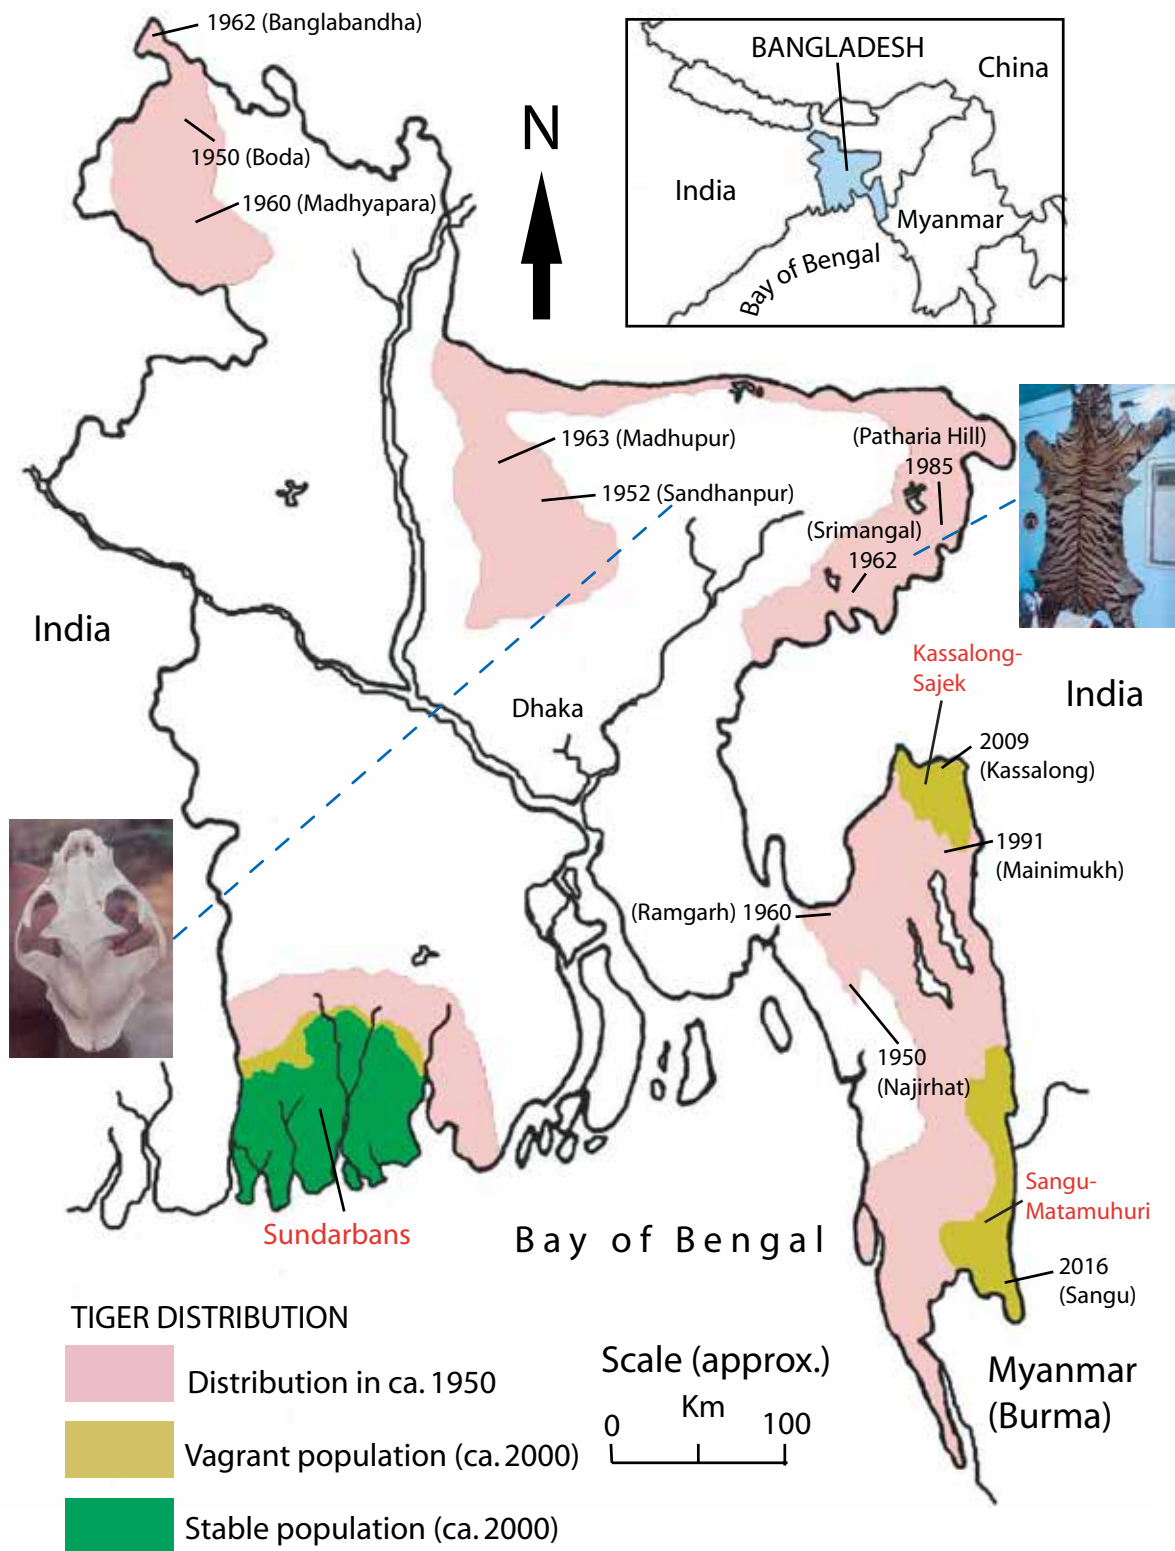 1962 (Banglabandha)
1950 (Boda)
1960 (Madhyapara)
N
BANGLADESH
China
India
Myanmar
Bay of Bengal
1963 (Madhupur)
1952 (Sandhanpur)
(Patharia Hill)
1985
(Srimangal)
1962
India
Kassalong-
Sajek
India
Dhaka
2009
(Kassalong)
1991
(Mainimukh)
(Ramgarh) 1960
1950
(Najirhat)
Sangu-
Matamuhuri
Sundarbans
Bay of Bengal
2016
(Sangu)
TIGER DISTRIBUTION
Distribution in ca. 1950
Vagrant population (ca. 2000)
Stable population (ca. 2000)
Scale (approx.)
Km
0 100
Myanmar
(Burma)